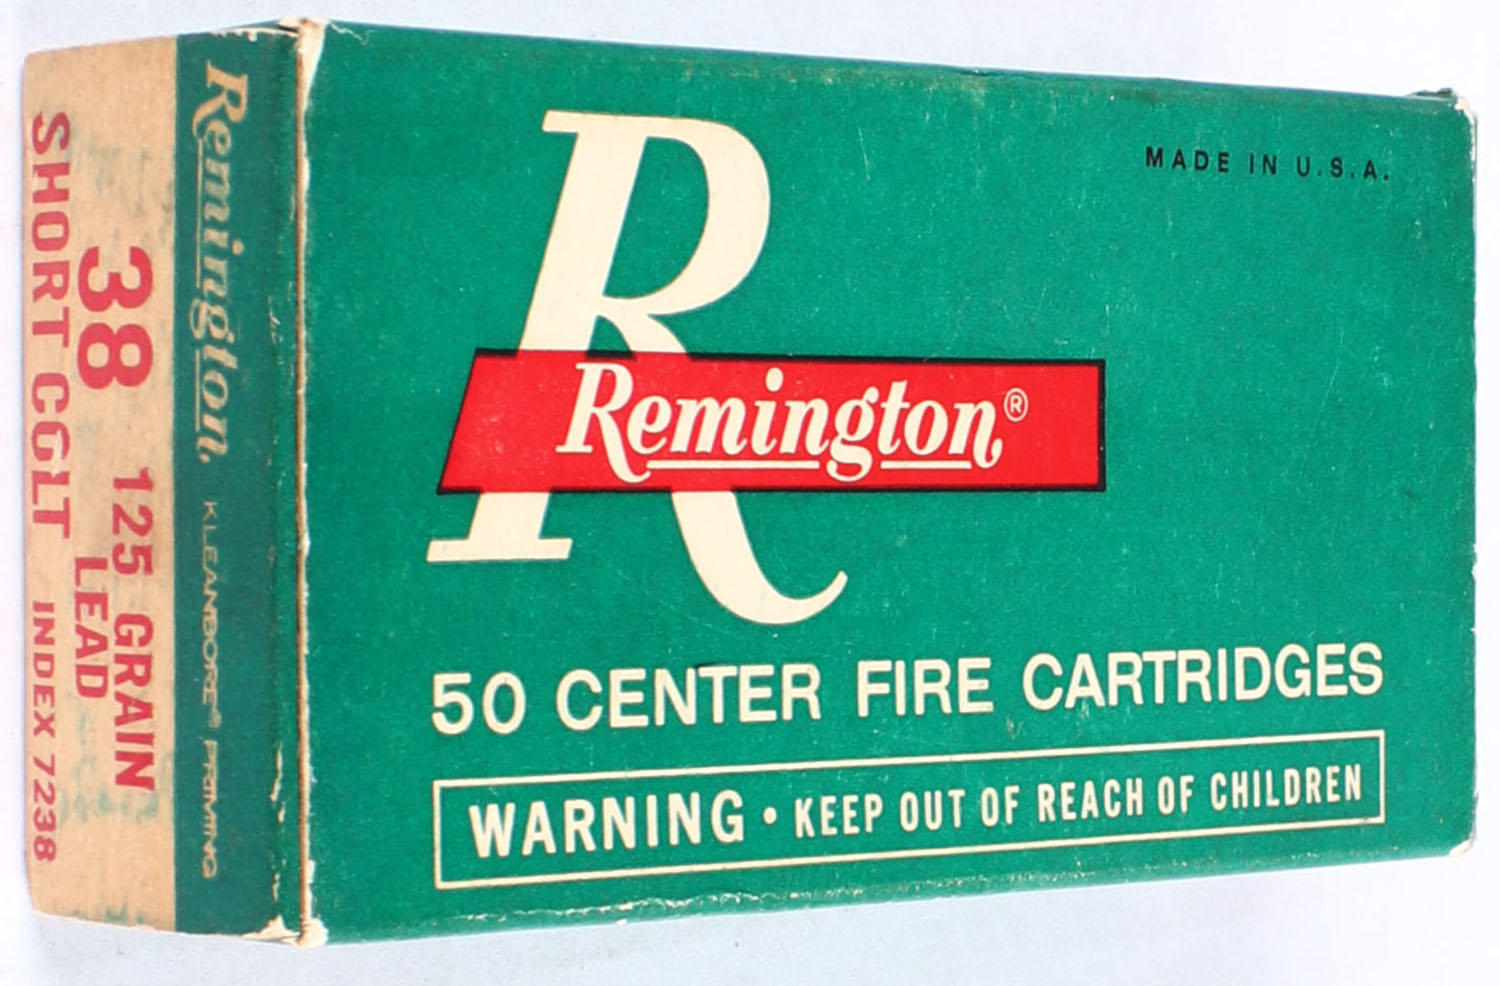 MADE IN U.S.A.
R
Remington®
50 CENTER FIRE CARTRIDGES
WARNING • KEEP OUT OF REACH OF CHILDREN
Remington. KLEANBORE® PRIMING
38 125 GRAIN
LEAD
SHORT COLT INDEX 7238